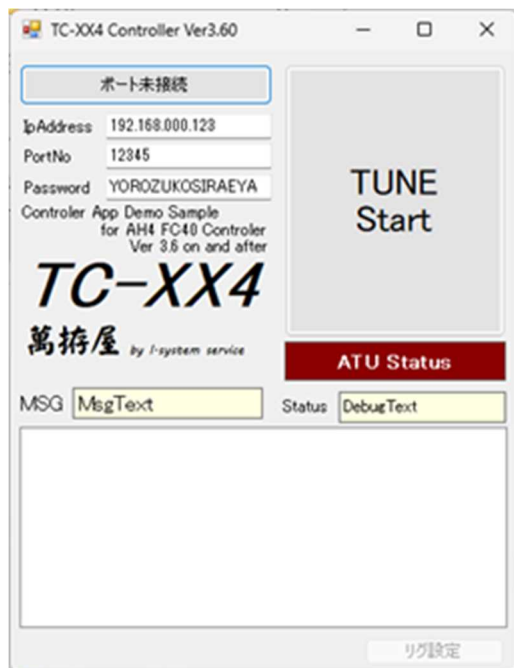 TC-XX4 Controller Ver3.60
ポート未接続
IpAddress 192.168.000.123
PortNo 12345
Password YOROZUKOSIRAEYA
Controler App Demo Sample
for AH4 FC40 Controler
Ver 3.6 on and after
TC-XX4
萬拵屋 by I-system service
TUNE
Start
ATU Status
MSG MsgText
Status DebugText
リグ設定